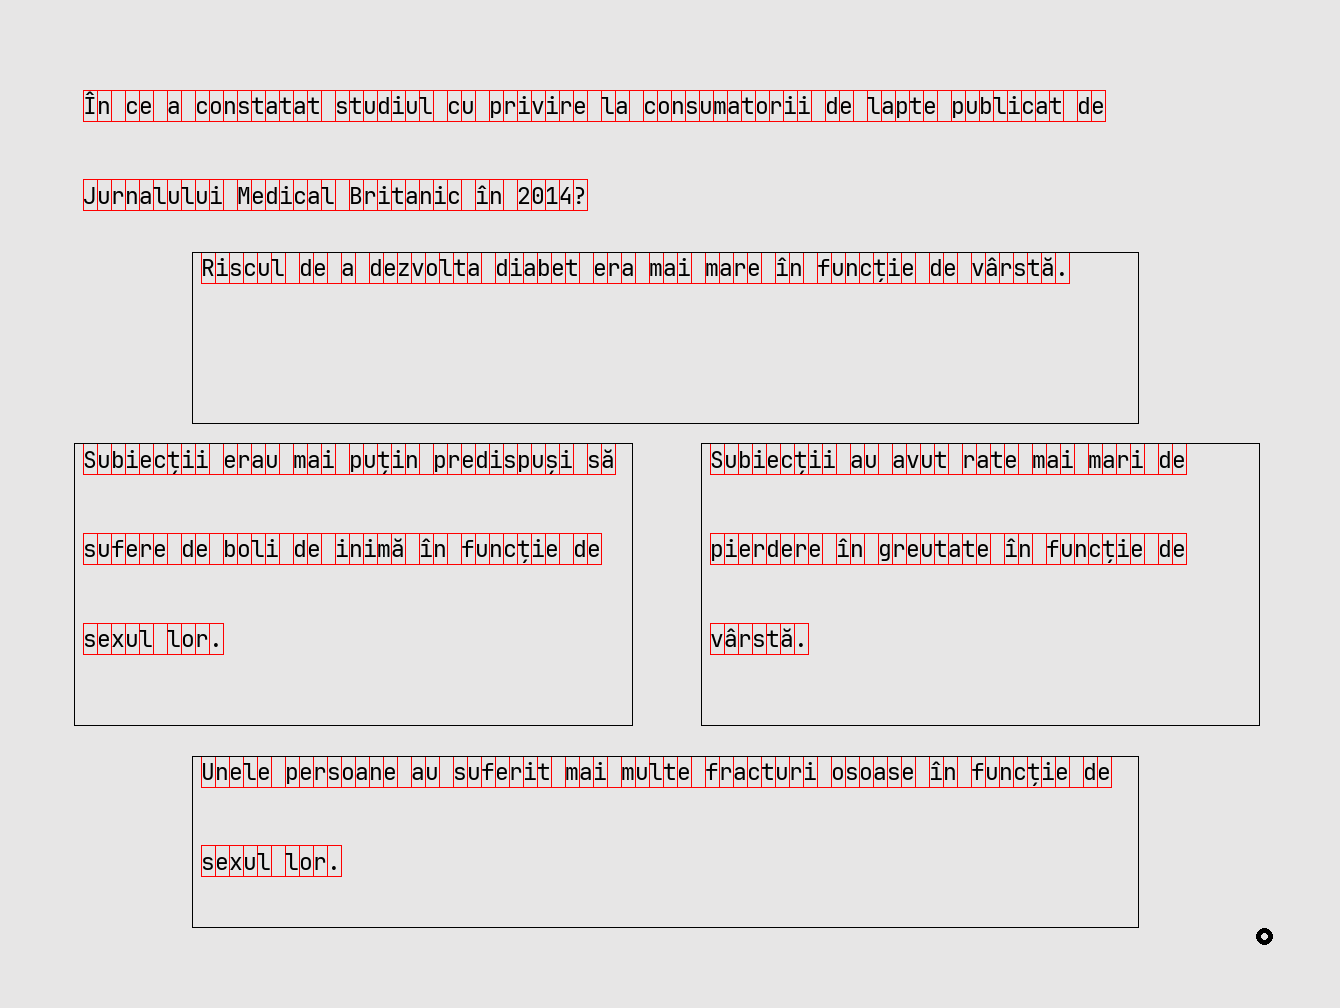 În ce a constatat studiul cu privire la consumatorii de lapte publicat de
Jurnalului Medical Britanic în 2014?
Riscul de a dezvolta diabet era mai mare în funcție de vârstă.
Subiecții erau mai puțin predispuși să
sufere de boli de inimă în funcție de
sexul lor.
Subiecții au avut rate mai mari de
pierdere în greutate în funcție de
vârstă.
Unele persoane au suferit mai multe fracturi osoase în funcție de
sexul lor.